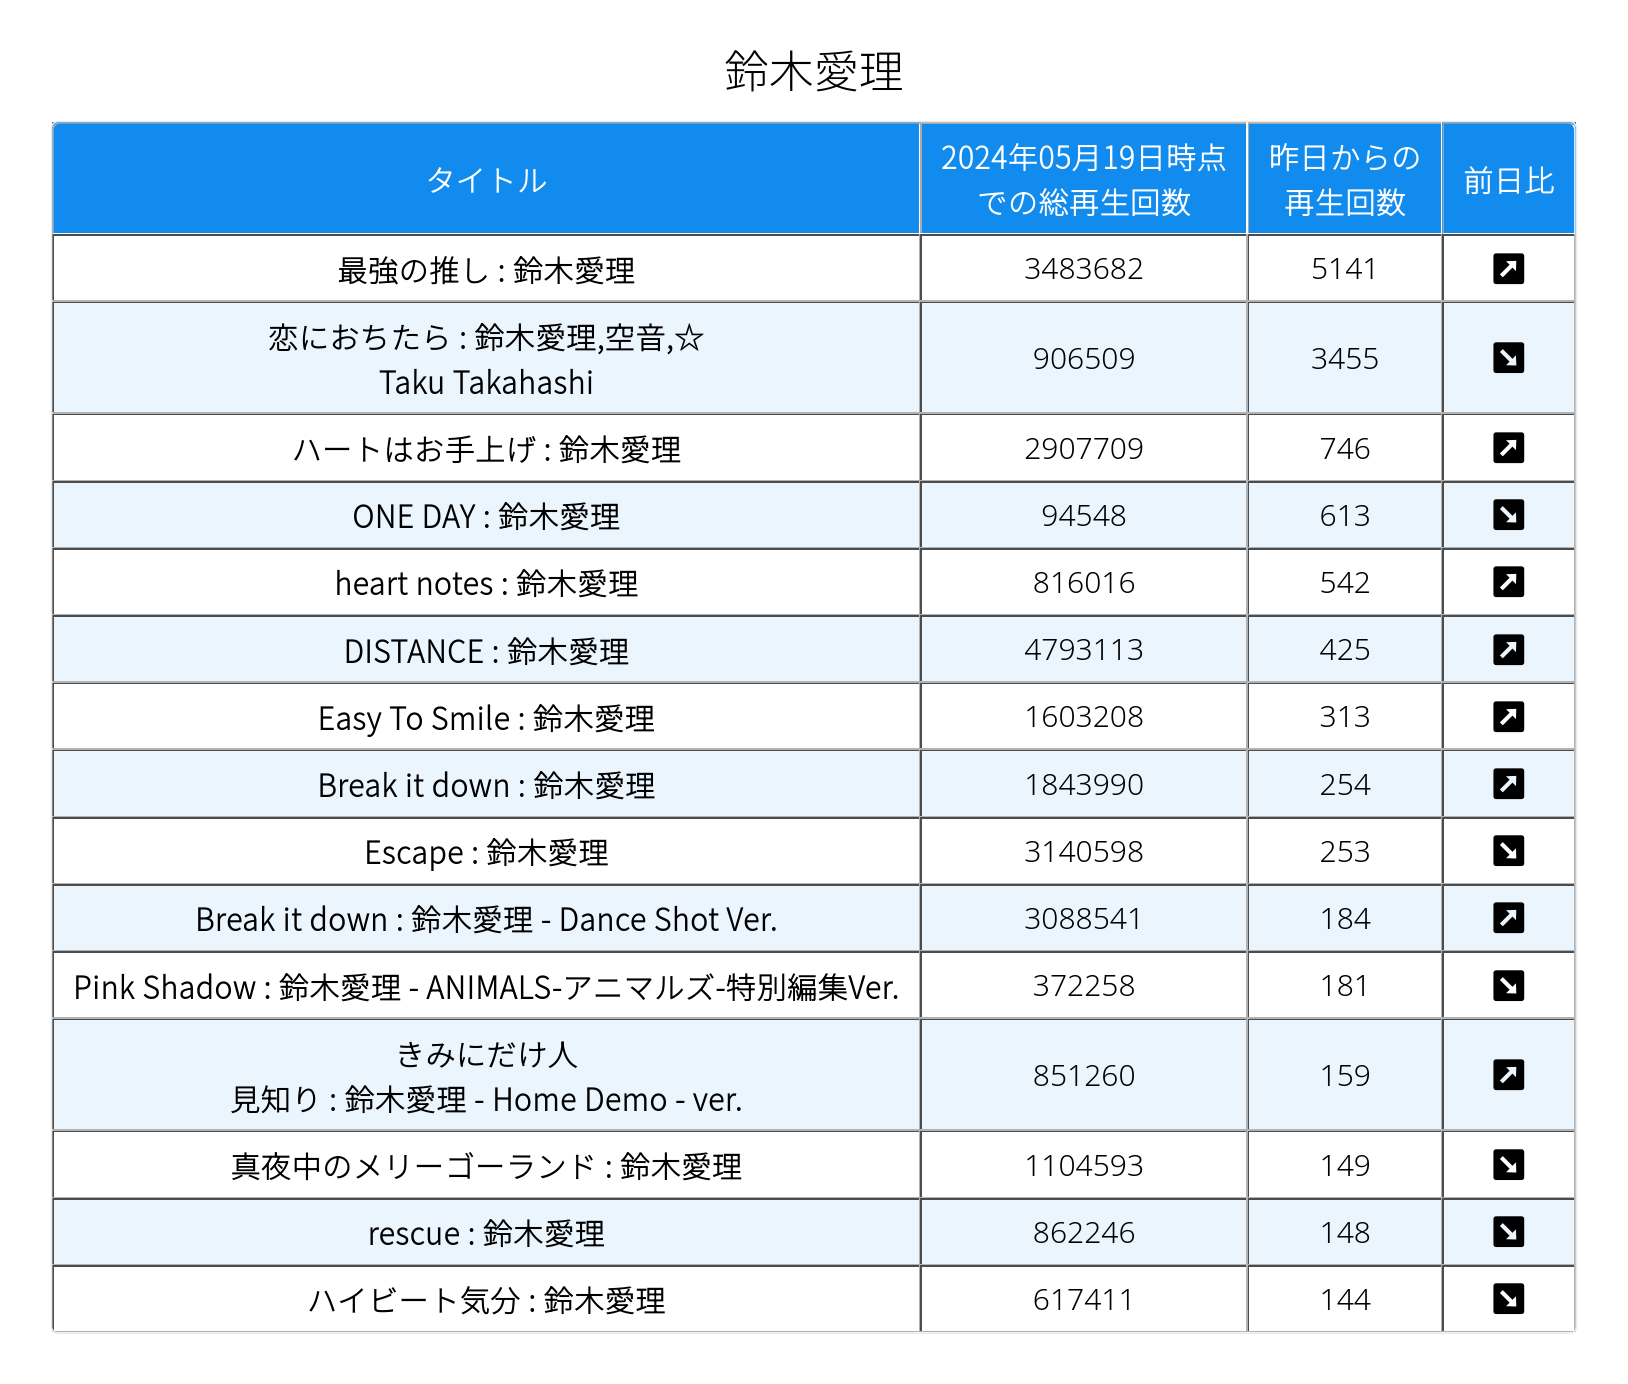 鈴木愛理
タイトル
2024年05月19日時点
での総再生回数
昨日からの
再生回数
前日比
最強の推し : 鈴木愛理 3483682 5141
恋におちたら : 鈴木愛理,空音,☆
Taku Takahashi
906509 3455
ハートはお手上げ : 鈴木愛理 2907709 746
ONE DAY : 鈴木愛理 94548 613
heart notes : 鈴木愛理 816016 542
DISTANCE : 鈴木愛理 4793113 425
Easy To Smile : 鈴木愛理 1603208 313
Break it down : 鈴木愛理 1843990 254
Escape : 鈴木愛理 3140598 253
Break it down : 鈴木愛理 - Dance Shot Ver. 3088541 184
Pink Shadow : 鈴木愛理 - ANIMALS-アニマルズ-特別編集Ver. 372258 181
きみにだけ人
見知り : 鈴木愛理 - Home Demo - ver.
851260 159
真夜中のメリーゴーランド : 鈴木愛理 1104593 149
rescue : 鈴木愛理 862246 148
ハイビート気分 : 鈴木愛理 617411 144